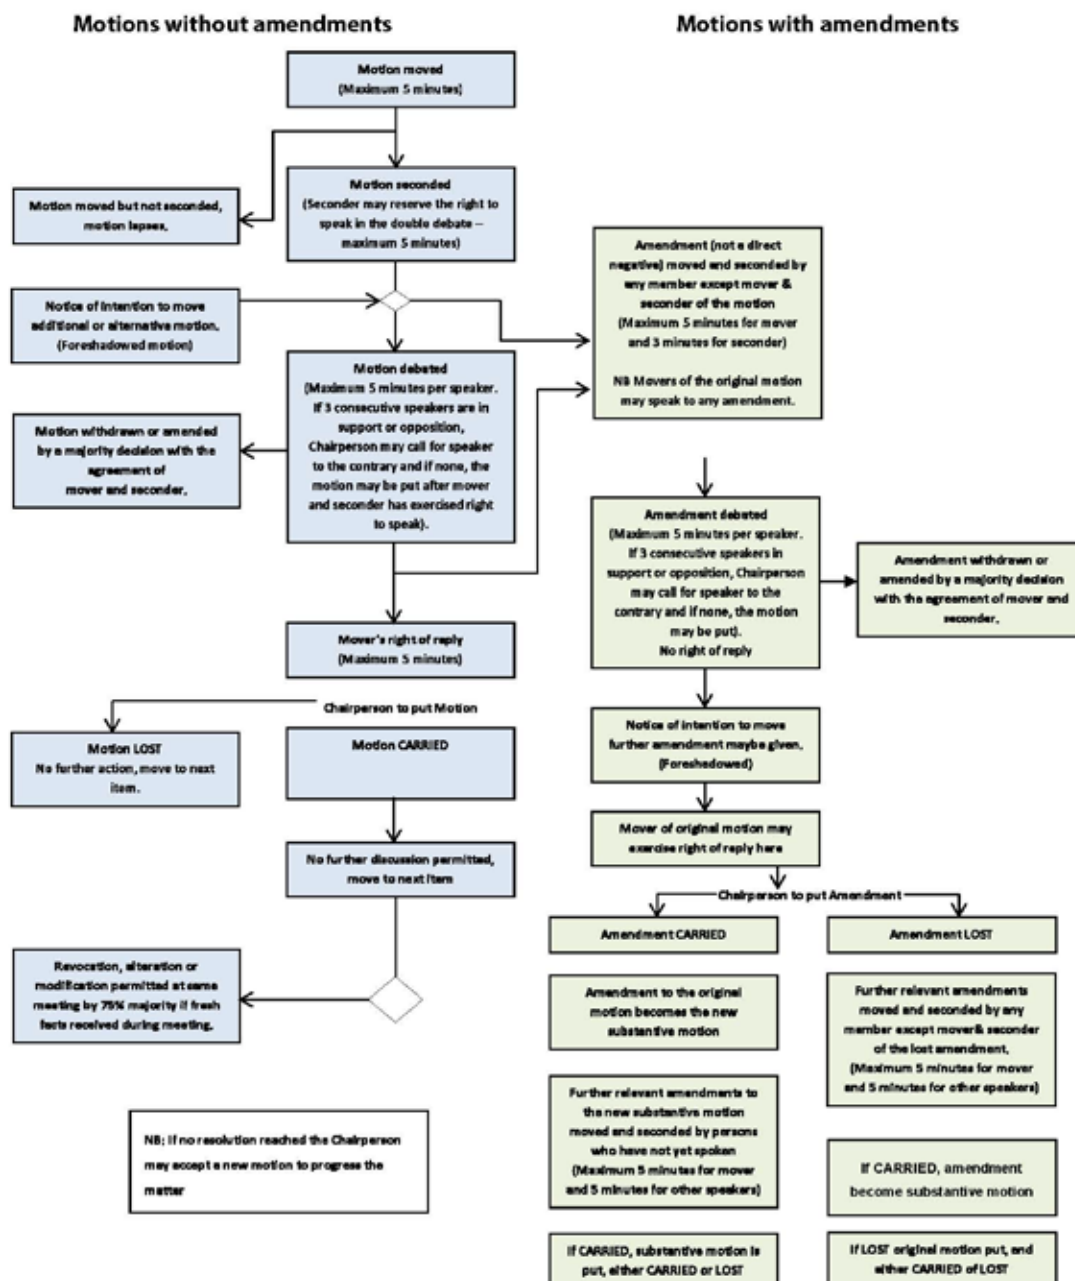 Motions without amendments
Motion moved
(Maximum 5 minutes)
Motion seconded
(Seconder may reserve the right to
speak in the double debate –
maximum 5 minutes)
Motion moved but not seconded,
motion lapses.
Notice of intention to move
additional or alternative motion.
(Foreshadowed motion)
Motion debated
(Maximum 5 minutes per speaker.
If 3 consecutive speakers are in
support or opposition,
Chairperson may call for speaker
to the contrary and if none, the
motion may be put after mover
and seconder has exercised right
to speak).
Motion withdrawn or amended
by a majority decision with the
agreement of
mover and seconder.
Mover's right of reply
(Maximum 5 minutes)
Chairperson to put Motion
Motion LOST
No further action, move to next
item.
Motion CARRIED
No further discussion permitted,
move to next item
Revocation, alteration or
modification permitted at same
meeting by 75% majority if fresh
facts received during meeting.
NB: If no resolution reached the Chairperson
may accept a new motion to progress the
matter
Motions with amendments
Amendment (not a direct
negative) moved and seconded by
any member except mover &
seconder of the motion
(Maximum 5 minutes for mover
and 3 minutes for seconder)
NB Movers of the original motion
may speak to any amendment.
Amendment debated
(Maximum 5 minutes per speaker.
If 3 consecutive speakers in
support or opposition, Chairperson
may call for speaker to the
contrary and if none, the motion
may be put).
No right of reply
Amendment withdrawn or
amended by a majority decision
with the agreement of mover and
seconder.
Notice of intention to move
further amendment maybe given.
(Foreshadowed)
Mover of original motion may
exercise right of reply here
Chairperson to put Amendment
Amendment CARRIED
Amendment to the original
motion becomes the new
substantive motion
Further relevant amendments to
the new substantive motion
moved and seconded by persons
who have not yet spoken
(Maximum 5 minutes for mover
and 5 minutes for other speakers)
If CARRIED, substantive motion is
put, either CARRIED or LOST
Amendment LOST
Further relevant amendments
moved and seconded by any
member except mover& seconder
of the lost amendment.
(Maximum 5 minutes for mover
and 5 minutes for other speakers)
If CARRIED, amendment
become substantive motion
If LOST original motion put, and
either CARRIED of LOST